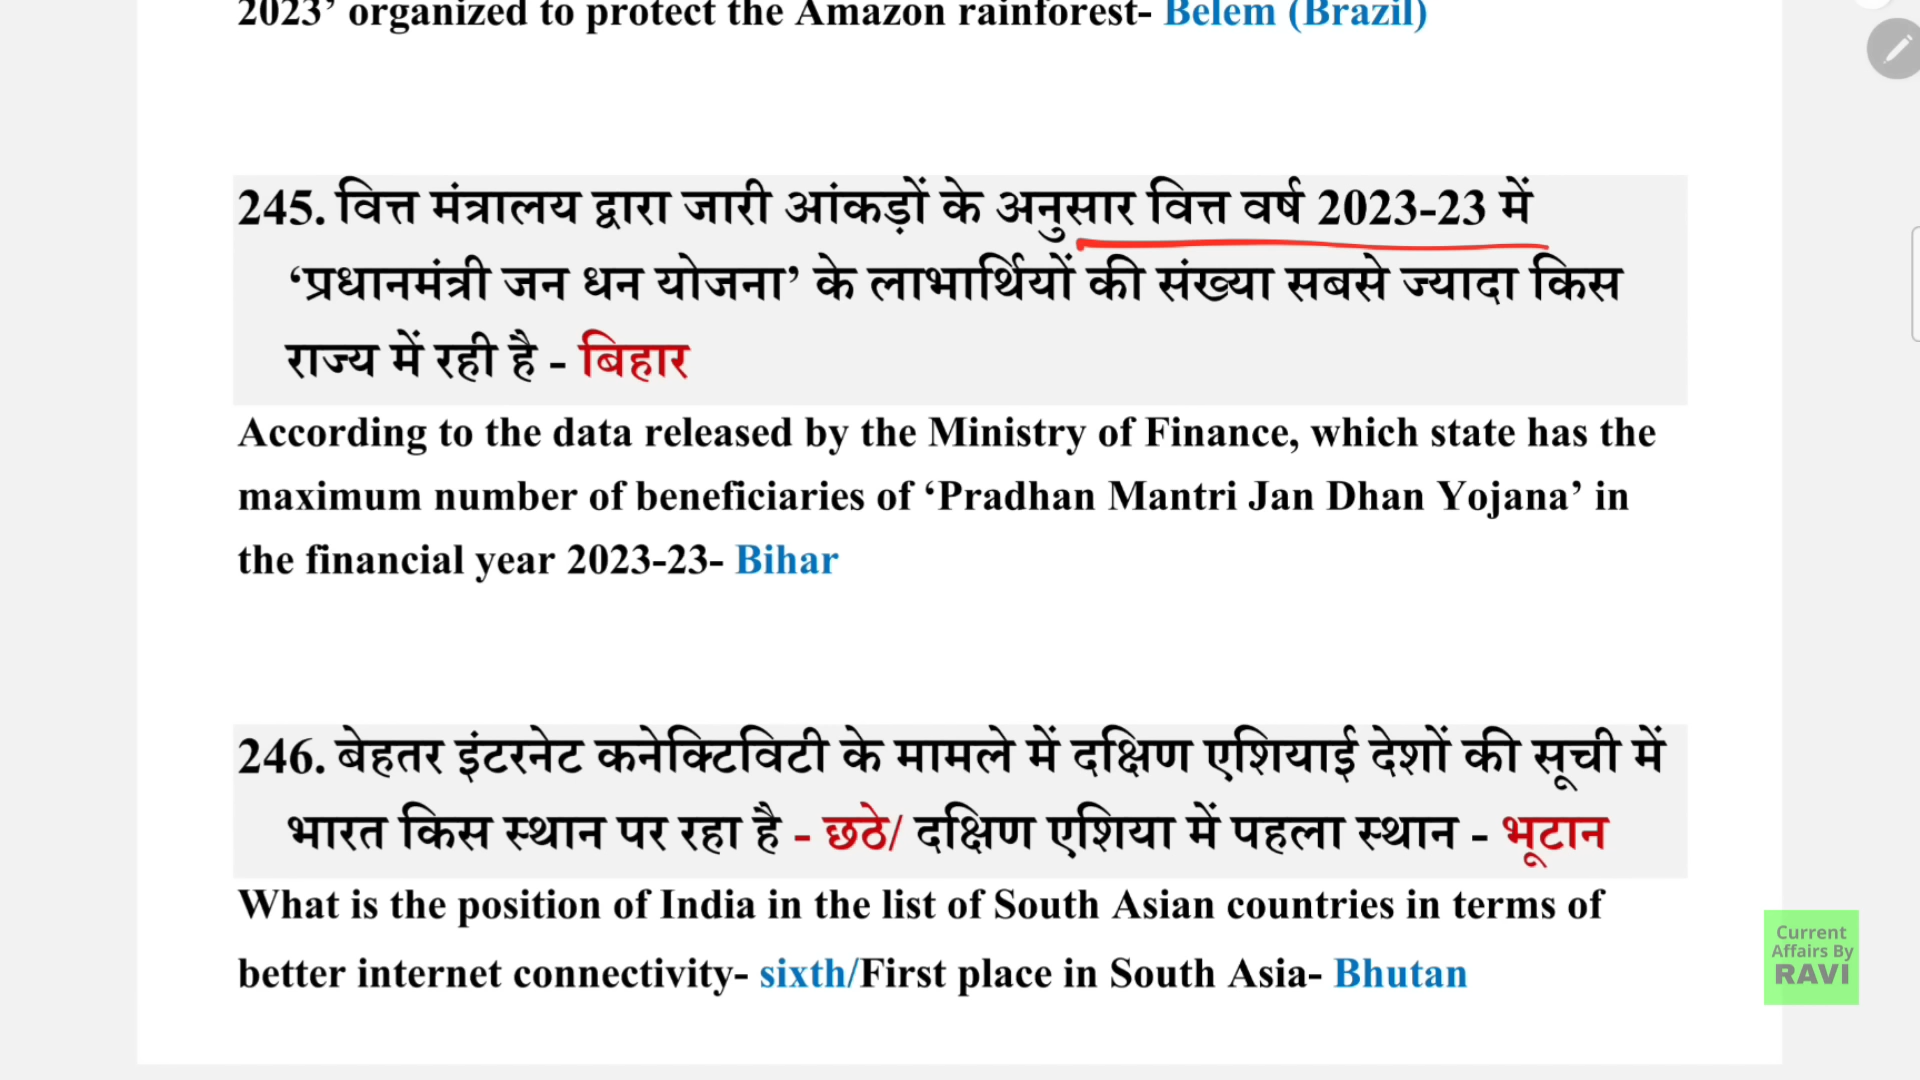 2023’ organized to protect the Amazon rainforest- Belem (Brazil)
245. वित्त मंत्रालय द्वारा जारी आंकड़ों के अनुसार वित्त वर्ष 2023-23 में
‘प्रधानमंत्री जन धन योजना’ के लाभार्थियों की संख्या सबसे ज्यादा किस
राज्य में रही है - बिहार
According to the data released by the Ministry of Finance, which state has the
maximum number of beneficiaries of ‘Pradhan Mantri Jan Dhan Yojana’ in
the financial year 2023-23- Bihar
246. बेहतर इंटरनेट कनेक्टिविटी के मामले में दक्षिण एशियाई देशों की सूची में
भारत किस स्थान पर रहा है - छठे/ दक्षिण एशिया में पहला स्थान - भूटान
What is the position of India in the list of South Asian countries in terms of
better internet connectivity- sixth/First place in South Asia- Bhutan
Current
Affairs By
RAVI